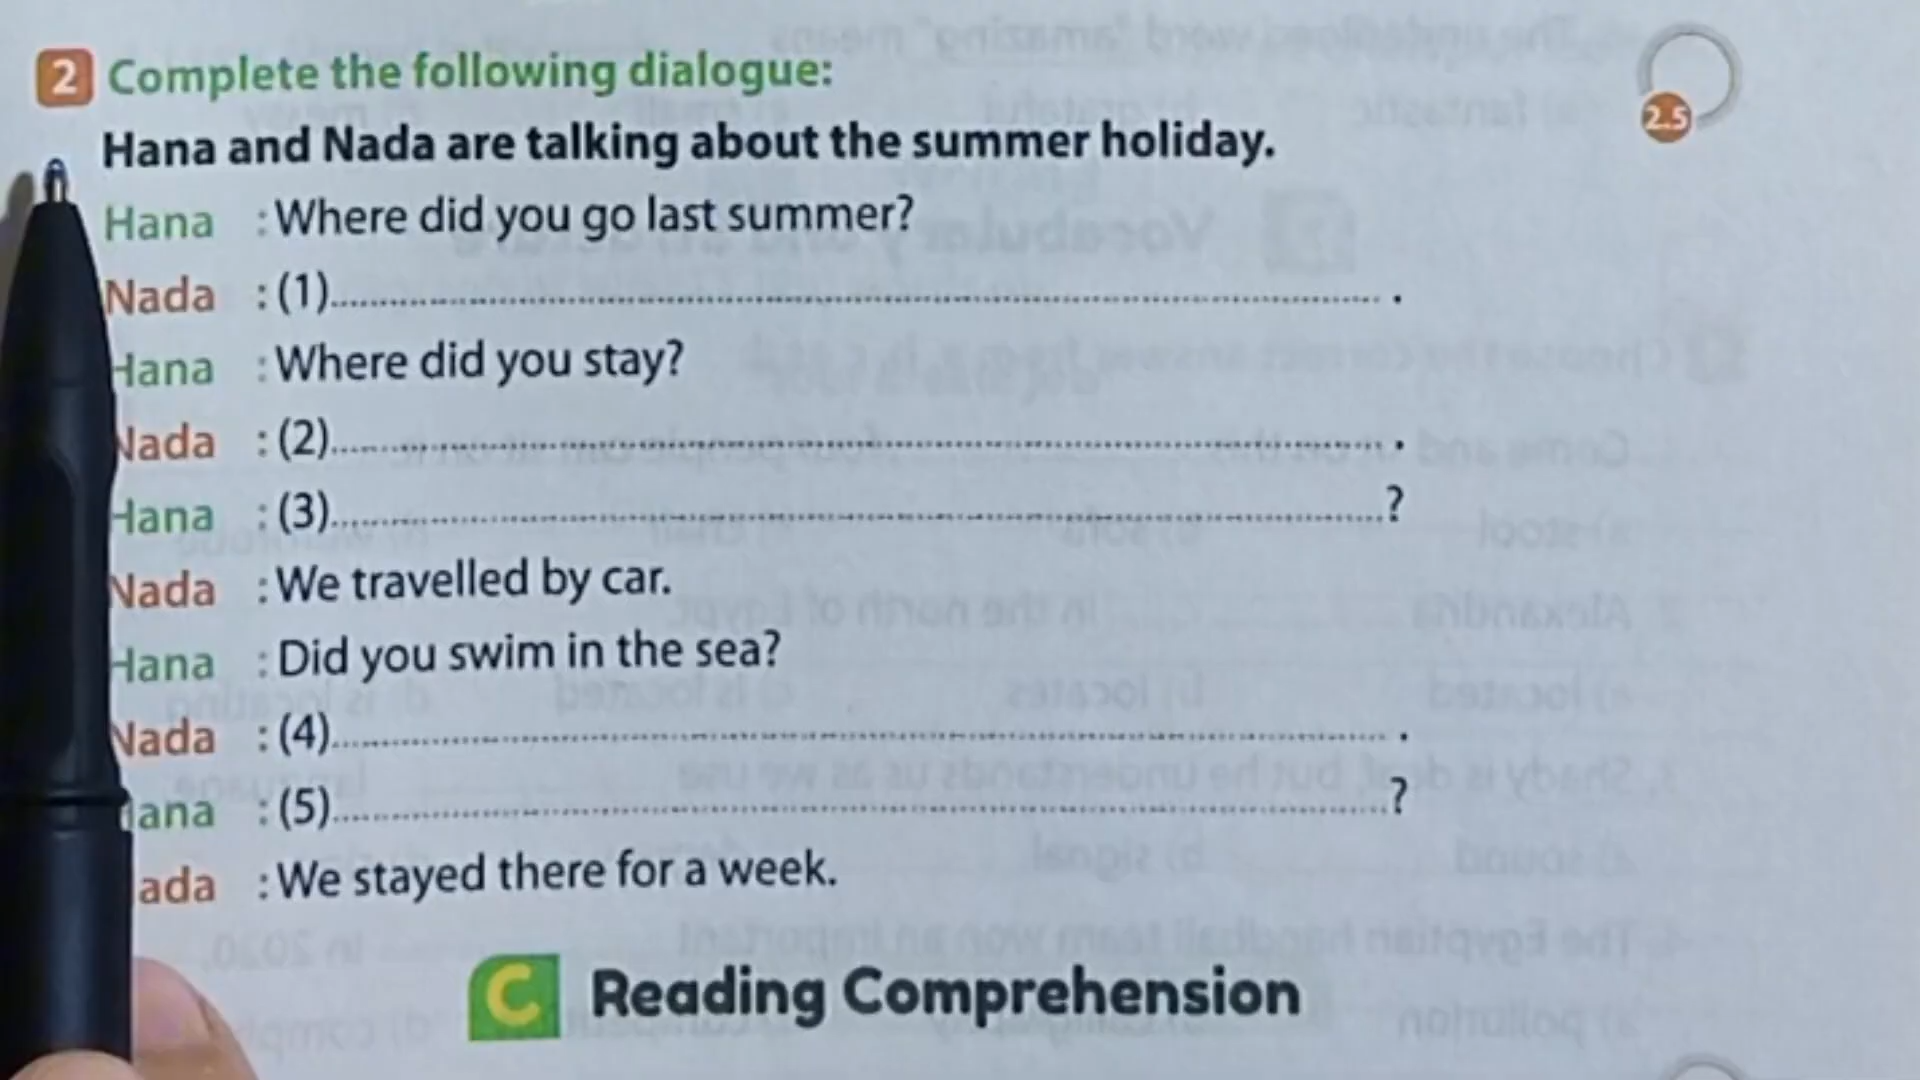 2 Complete the following dialogue:
2.5
Hana and Nada are talking about the summer holiday.
Hana : Where did you go last summer?
Nada : (1)........................................ .
Hana : Where did you stay?
Nada : (2)........................................ .
Hana : (3)........................................?
Nada : We travelled by car.
Hana : Did you swim in the sea?
Nada : (4)........................................ .
Hana : (5)........................................?
Nada : We stayed there for a week.
C Reading Comprehension